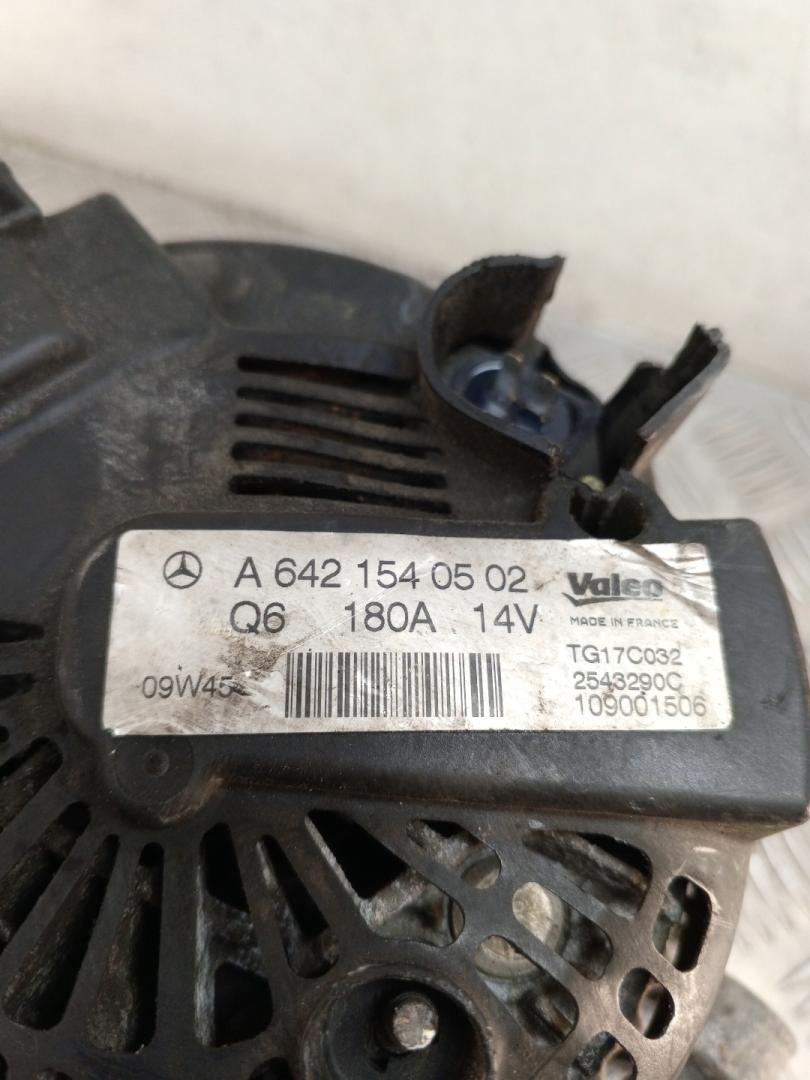 A 642 154 05 02
Q6 180A 14V
09W45
Valeo
MADE IN FRANCE
TG17C032
2543290C
109001506